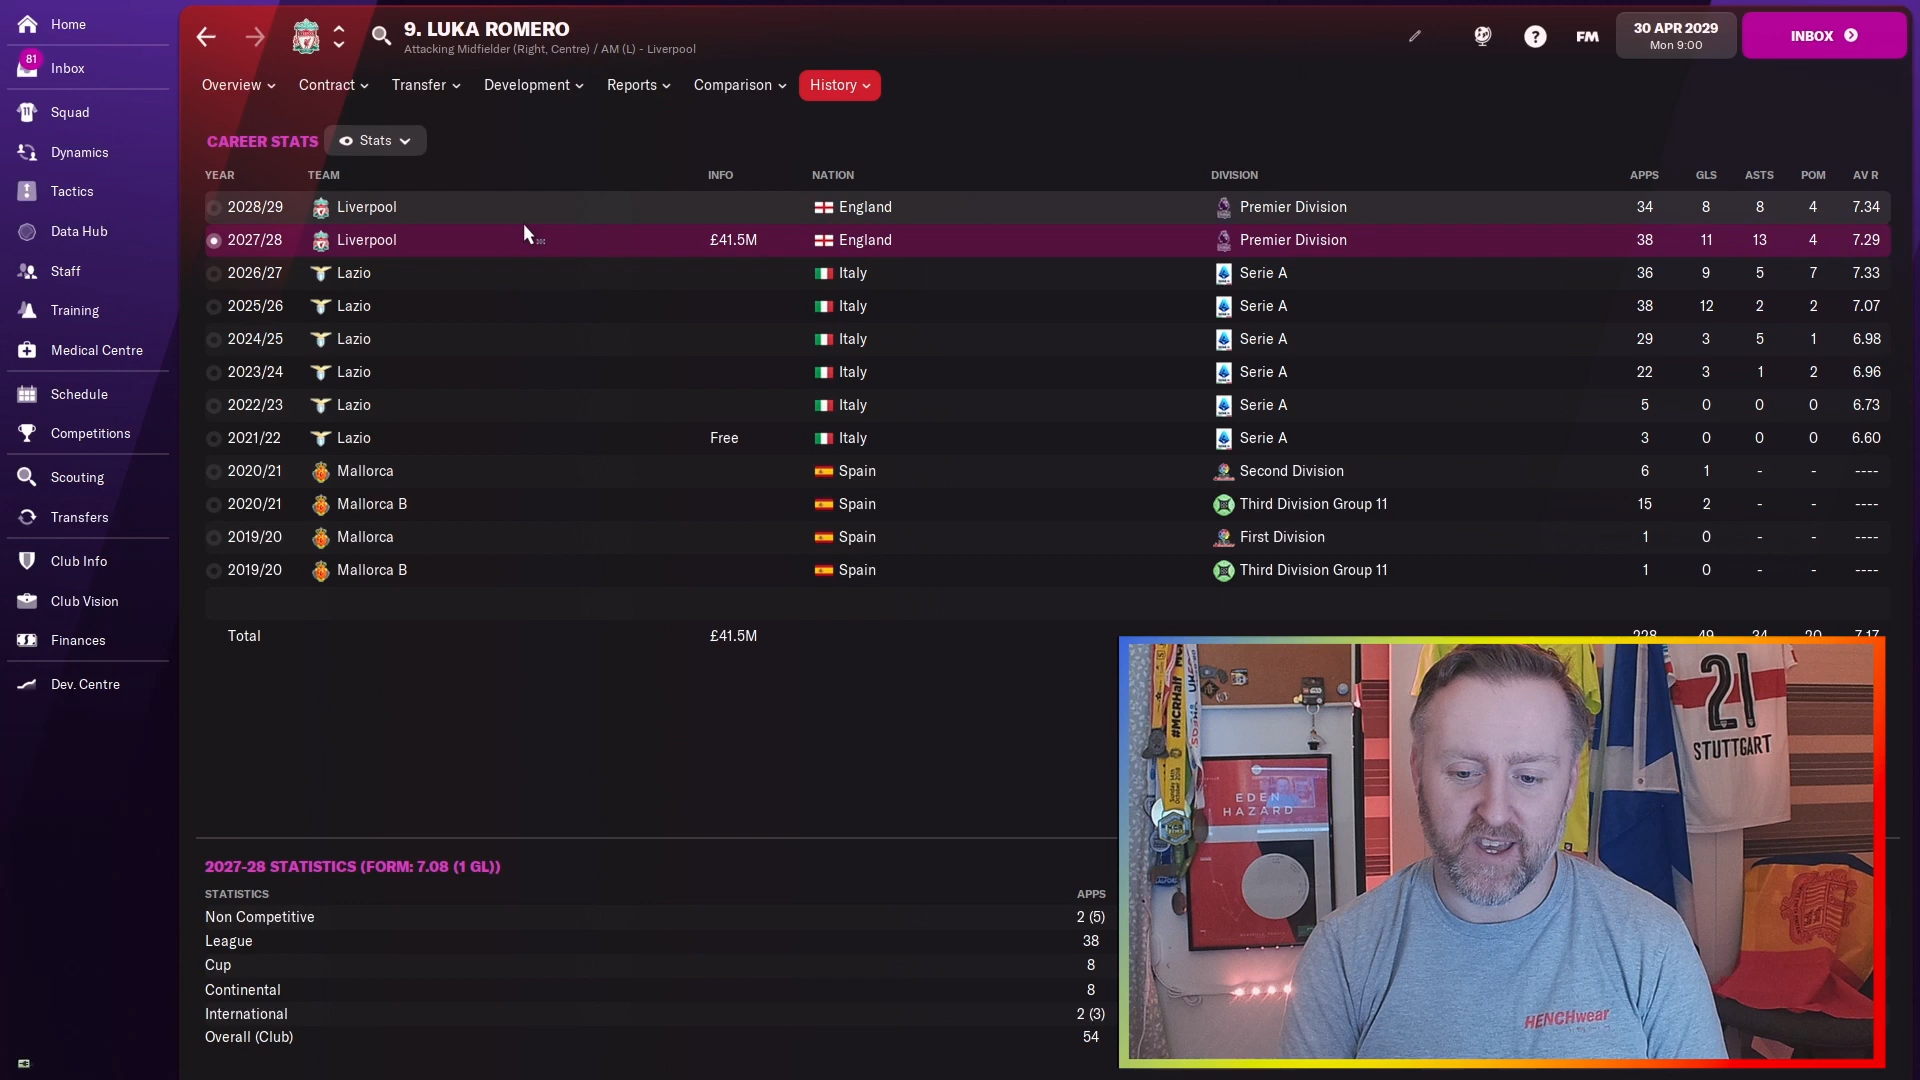 Home
81
Inbox
Squad
Dynamics
Tactics
Data Hub
Staff
Training
Medical Centre
Schedule
Competitions
Scouting
Transfers
Club Info
Club Vision
Finances
Dev. Centre
9. LUKA ROMERO
Attacking Midfielder (Right, Centre) / AM (L) - Liverpool
FM
30 APR 2029
Mon 9:00
INBOX
Overview Contract Transfer Development Reports Comparison History
CAREER STATS Stats
YEAR TEAM INFO NATION DIVISION APPS GLS ASTS POM AV R
2028/29 Liverpool England Premier Division 34 8 8 4 7.34
2027/28 Liverpool £41.5M England Premier Division 38 11 13 4 7.29
2026/27 Lazio Italy Serie A 36 9 5 7 7.33
2025/26 Lazio Italy Serie A 38 12 2 2 7.07
2024/25 Lazio Italy Serie A 29 3 5 1 6.98
2023/24 Lazio Italy Serie A 22 3 1 2 6.96
2022/23 Lazio Italy Serie A 5 0 0 0 6.73
2021/22 Lazio Free Italy Serie A 3 0 0 0 6.60
2020/21 Mallorca Spain Second Division 6 1 - - ----
2020/21 Mallorca B Spain Third Division Group 11 15 2 - - ----
2019/20 Mallorca Spain First Division 1 0 - - ----
2019/20 Mallorca B Spain Third Division Group 11 1 0 - - ----
Total £41.5M 228 49 34 20 7.17
2027-28 STATISTICS (FORM: 7.08 (1 GL))
STATISTICS APPS
Non Competitive 2 (5)
League 38
Cup 8
Continental 8
International 2 (3)
Overall (Club) 54
#MCRHalf
21
STUTTGART
EDEN
HAZARD
HENCHwear